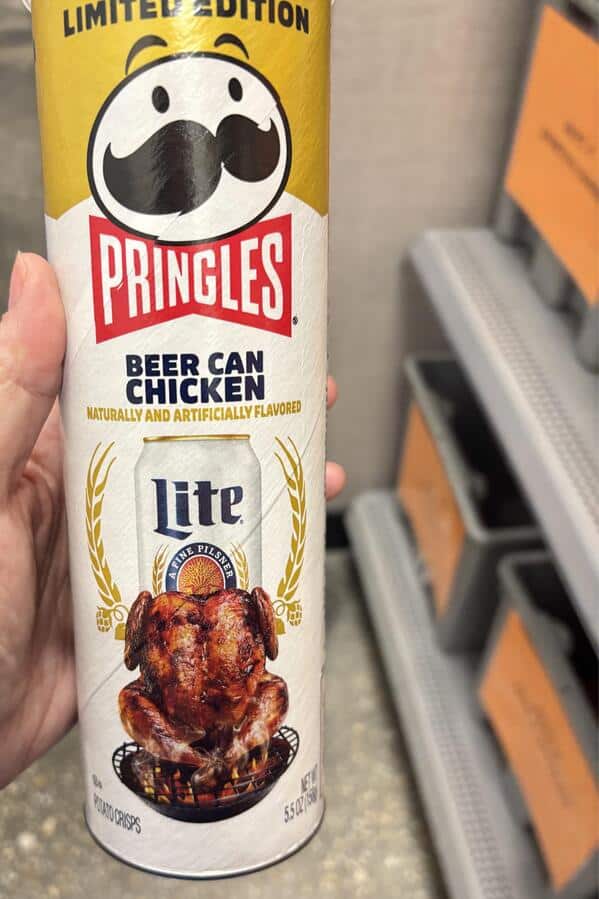 LIMITED EDITION
PRINGLES
BEER CAN
CHICKEN
NATURALLY AND ARTIFICIALLY FLAVORED
Lite
A FINE PILSNER
POTATO CRISPS
NET WT
5.5 OZ